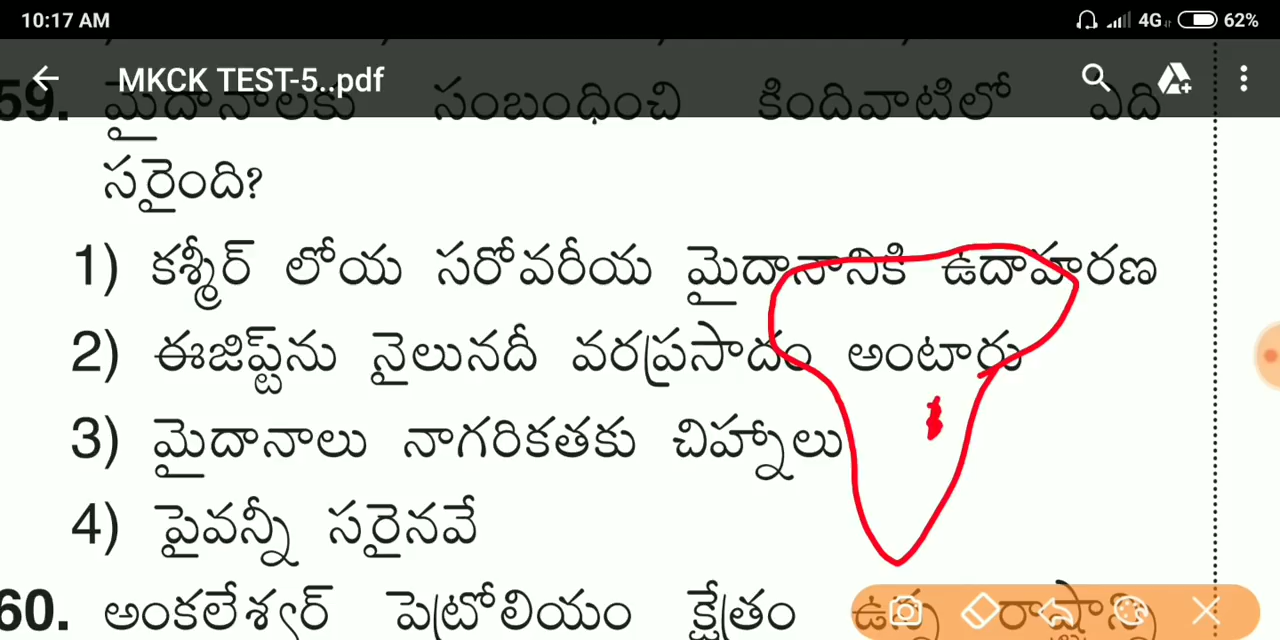 10:17 AM 4G 62%
MKCK TEST-5..pdf
59. మైదానాలకు సంబంధించి కిందివాటిలో ఏది
సరైంది?
1) కశ్మీర్ లోయ సరోవరీయ మైదానానికి ఉదాహరణ
2) ఈజిప్ట్‌ను నైలునదీ వరప్రసాదం అంటారు
3) మైదానాలు నాగరికతకు చిహ్నాలు
4) పైవన్నీ సరైనవే
60. అంకలేశ్వర్ పెట్రోలియం క్షేత్రం ఉన్న రాష్ట్రాన్ని